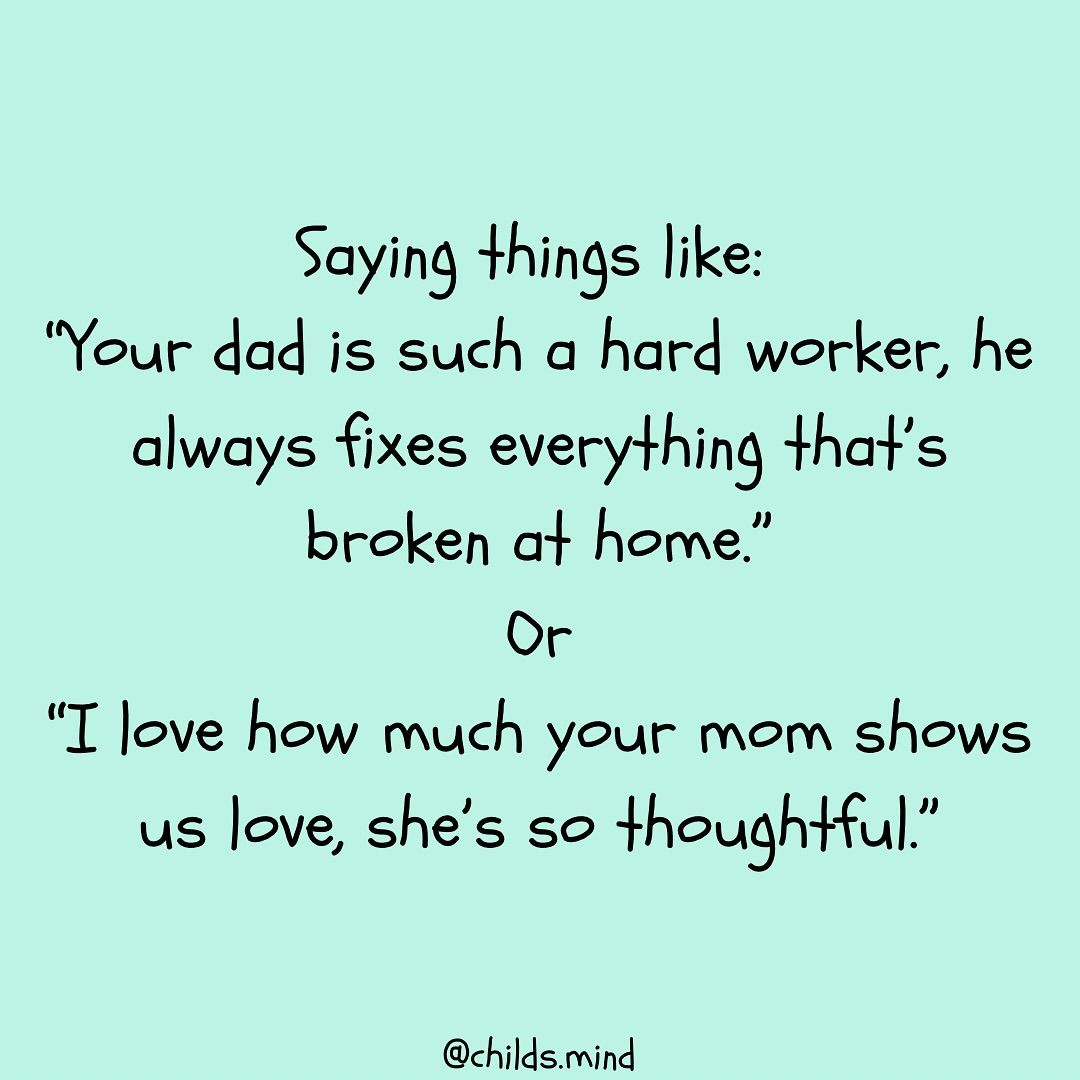 Saying things like:
“Your dad is such a hard worker, he
always fixes everything that’s
broken at home.”
Or
“I love how much your mom shows
us love, she’s so thoughtful.”
@childs.mind